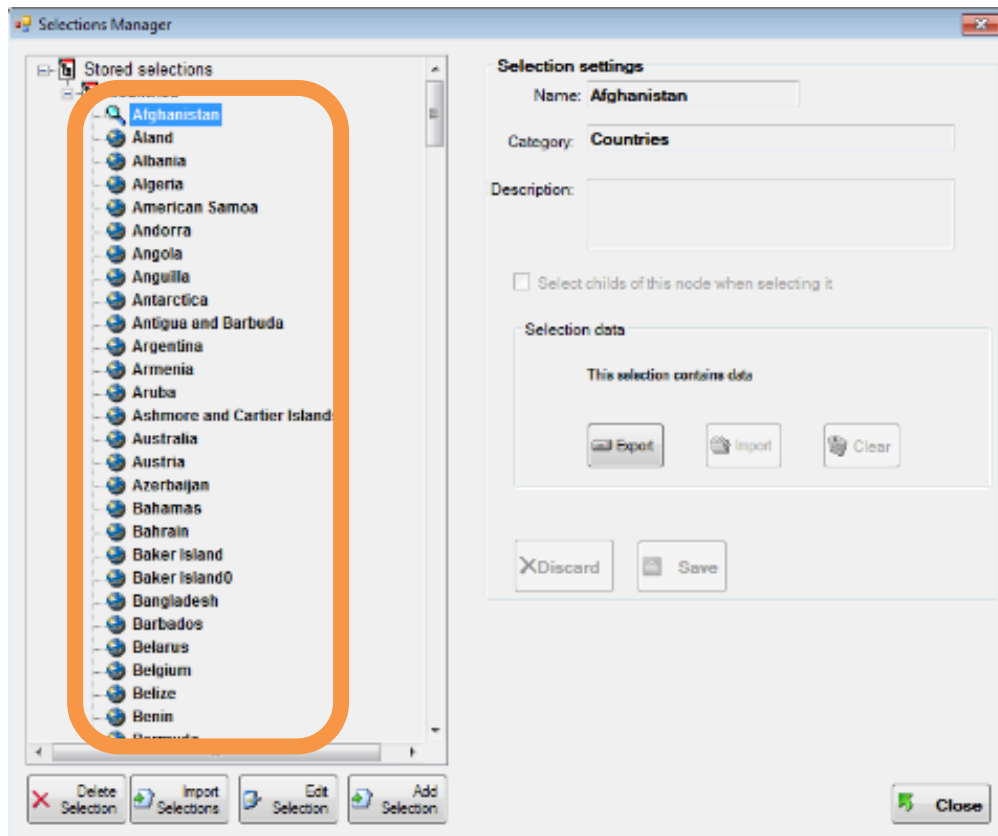 Selections Manager
Stored selections
Afghanistan
Aland
Albania
Algeria
American Samoa
Andorra
Angola
Anguilla
Antarctica
Antigua and Barbuda
Argentina
Armenia
Aruba
Ashmore and Cartier Island
Australia
Austria
Azerbaijan
Bahamas
Bahrain
Baker Island
Baker Island0
Bangladesh
Barbados
Belarus
Belgium
Belize
Benin
Bermuda
Delete Selection
Import Selections
Edit Selection
Add Selection
Selection settings
Name: Afghanistan
Category: Countries
Description:
Select childs of this node when selecting it
Selection data
This selection contains data
Export
Import
Clear
Discard
Save
Close